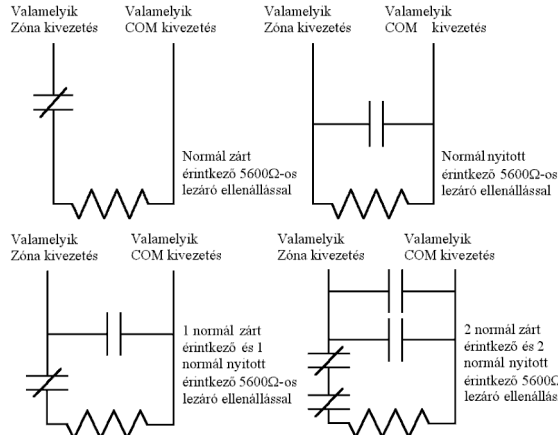 Valamelyik
Zóna kivezetés
Valamelyik
COM kivezetés
Normál zárt
érintkező 5600Ω-os
lezáró ellenállással
Valamelyik
Zóna kivezetés
Valamelyik
COM kivezetés
Normál nyitott
érintkező 5600Ω-os
lezáró ellenállással
Valamelyik
Zóna kivezetés
Valamelyik
COM kivezetés
1 normál zárt
érintkező és 1
normál nyitott
érintkező 5600Ω-os
lezáró ellenállással
Valamelyik
Zóna kivezetés
Valamelyik
COM kivezetés
2 normál zárt
érintkező és 2
normál nyitott
érintkező 5600Ω
lezáró